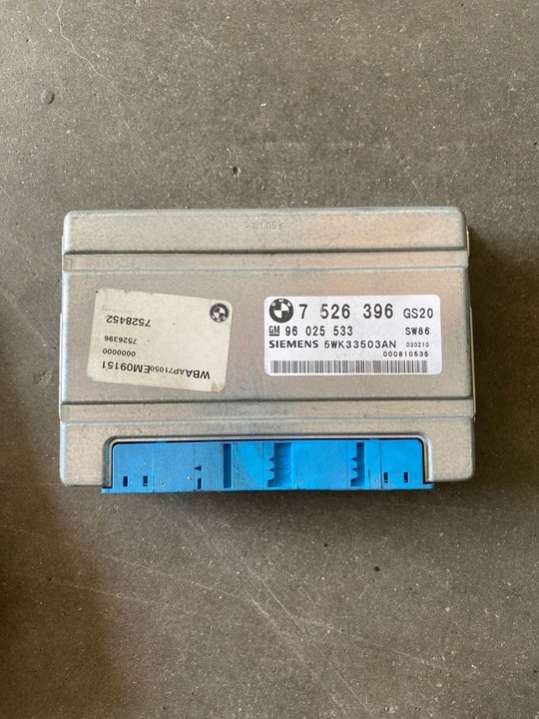 7 526 396 GS20
GM 96 025 533 SW86
SIEMENS 5WK33503AN 030210
000810535
7528452
7526396
0000000
WBAAP71050EM09151